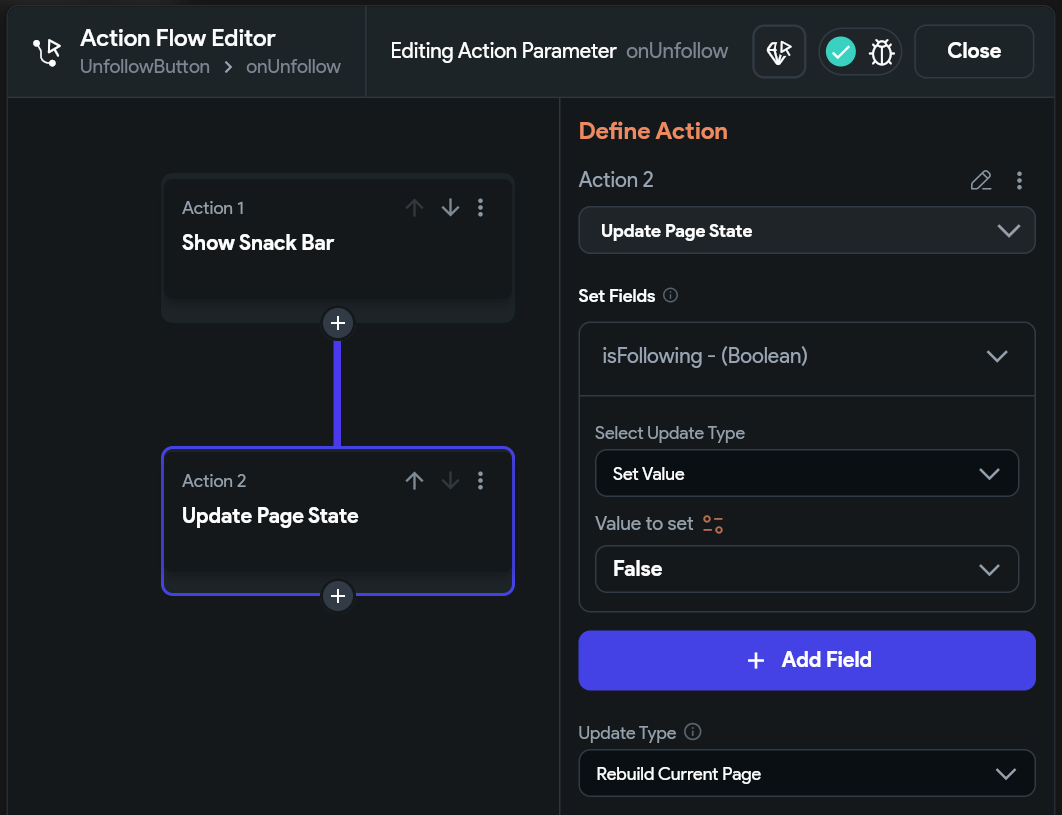 Action Flow Editor
UnfollowButton > onUnfollow
Editing Action Parameter onUnfollow
Close
Action 1
Show Snack Bar
Action 2
Update Page State
Define Action
Action 2
Update Page State
Set Fields
isFollowing - (Boolean)
Select Update Type
Set Value
Value to set
False
+ Add Field
Update Type
Rebuild Current Page